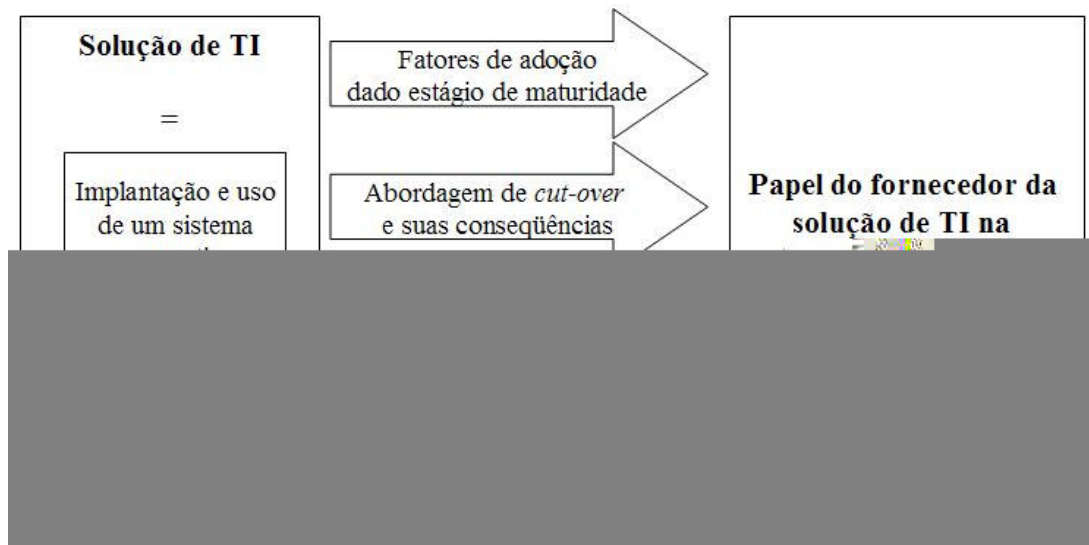 Solução de TI
=
Implantação e uso
de um sistema
Fatores de adoção
dado estágio de maturidade
Abordagem de cut-over
e suas conseqüências
Papel do fornecedor da
solução de TI na